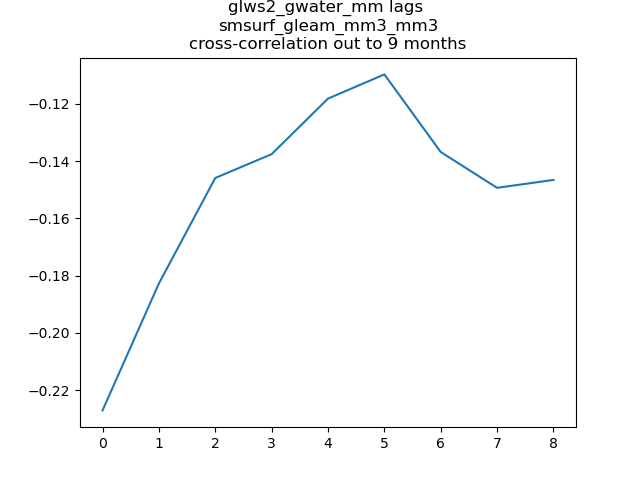 glws2_gwater_mm lags
smsurf_gleam_mm3_mm3
cross-correlation out to 9 months
−0.12
−0.14
−0.16
−0.18
−0.20
−0.22
0 1 2 3 4 5 6 7 8